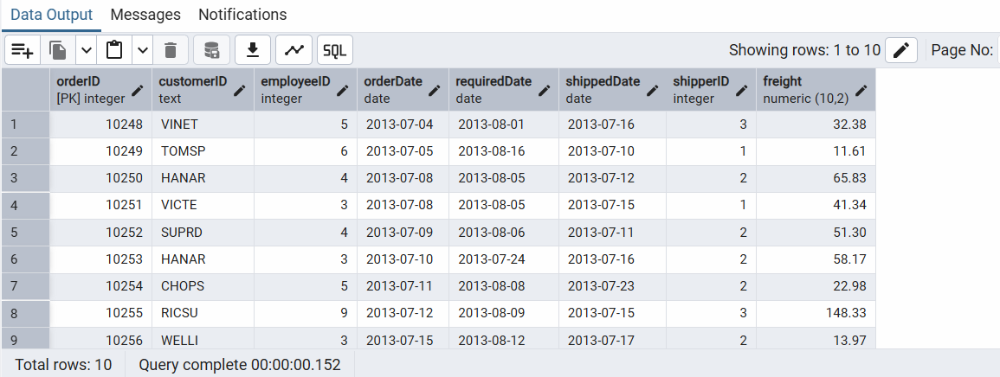 Data Output Messages Notifications
SQL Showing rows: 1 to 10 Page No:
orderID customerID employeeID orderDate requiredDate shippedDate shipperID freight
[PK] integer text integer date date date integer numeric (10,2)
1 10248 VINET 5 2013-07-04 2013-08-01 2013-07-16 3 32.38
2 10249 TOMSP 6 2013-07-05 2013-08-16 2013-07-10 1 11.61
3 10250 HANAR 4 2013-07-08 2013-08-05 2013-07-12 2 65.83
4 10251 VICTE 3 2013-07-08 2013-08-05 2013-07-15 1 41.34
5 10252 SUPRD 4 2013-07-09 2013-08-06 2013-07-11 2 51.30
6 10253 HANAR 3 2013-07-10 2013-07-24 2013-07-16 2 58.17
7 10254 CHOPS 5 2013-07-11 2013-08-08 2013-07-23 2 22.98
8 10255 RICSU 9 2013-07-12 2013-08-09 2013-07-15 3 148.33
9 10256 WELLI 3 2013-07-15 2013-08-12 2013-07-17 2 13.97
Total rows: 10 Query complete 00:00:00.152